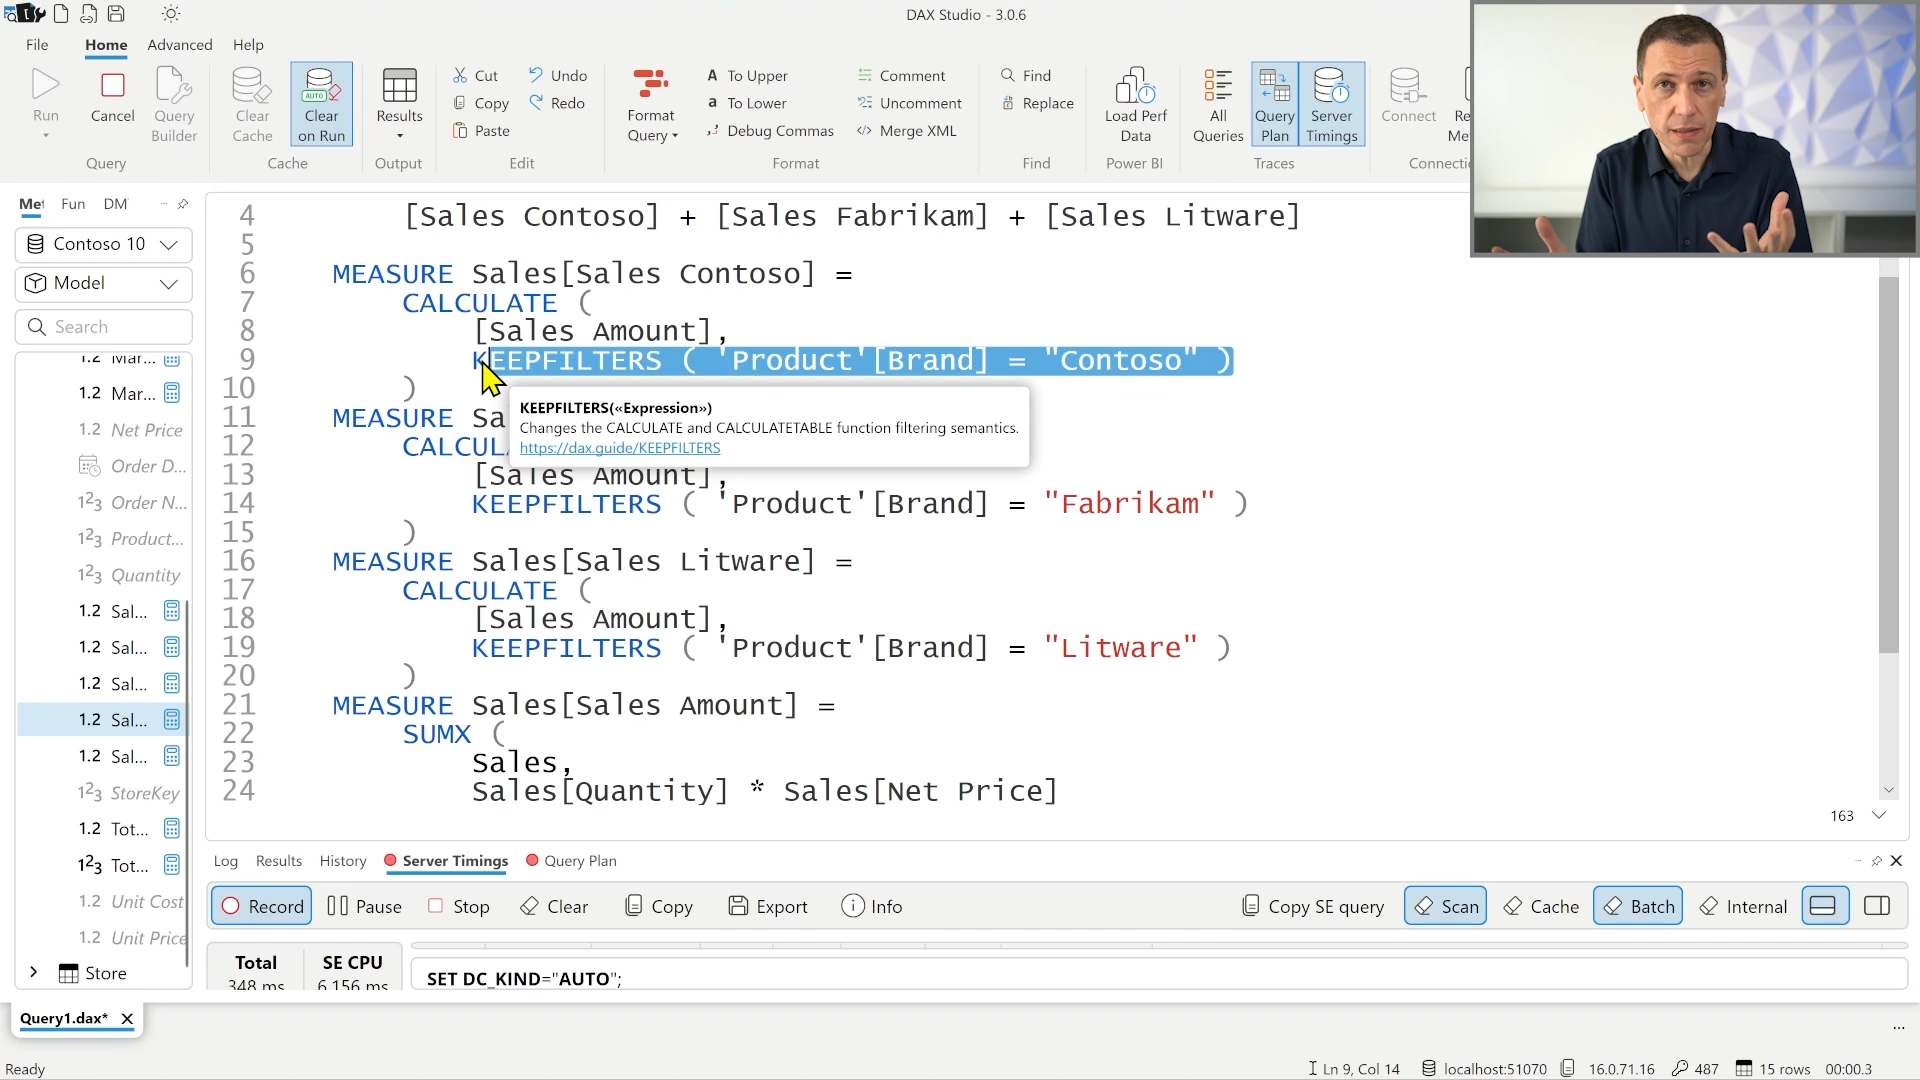 DAX Studio - 3.0.6
File Home Advanced Help
Run
Cancel
Query Builder
Query
Clear Cache
AUTO
Clear on Run
Cache
Results
Output
Cut
Copy
Paste
Undo
Redo
Edit
Format Query
A To Upper
a To Lower
Debug Commas
Comment
Uncomment
Merge XML
Format
Find
Replace
Find
Load Perf Data
Power BI
All Queries
Query Plan
Server Timings
Traces
Connect
Re
Me
Connecti
Met Fun DM
Contoso 10
Model
Search
1.2 Mar...
1.2 Mar...
1.2 Net Price
Order D...
123 Order N...
123 Product...
123 Quantity
1.2 Sal...
1.2 Sal...
1.2 Sal...
1.2 Sal...
1.2 Sal...
123 StoreKey
1.2 Tot...
123 Tot...
1.2 Unit Cost
1.2 Unit Price
Store
4 [Sales Contoso] + [Sales Fabrikam] + [Sales Litware]
5
6 MEASURE Sales[Sales Contoso] =
7 CALCULATE (
8 [Sales Amount],
9 KEEPFILTERS ( 'Product'[Brand] = "Contoso" )
10 )
11 MEASURE Sa
12 CALCUL
13 [Sales Amount],
14 KEEPFILTERS ( 'Product'[Brand] = "Fabrikam" )
15 )
16 MEASURE Sales[Sales Litware] =
17 CALCULATE (
18 [Sales Amount],
19 KEEPFILTERS ( 'Product'[Brand] = "Litware" )
20 )
21 MEASURE Sales[Sales Amount] =
22 SUMX (
23 Sales,
24 Sales[Quantity] * Sales[Net Price]
KEEPFILTERS(«Expression»)
Changes the CALCULATE and CALCULATETABLE function filtering semantics.
https://dax.guide/KEEPFILTERS
163
Log Results History Server Timings Query Plan
Record Pause Stop Clear Copy Export Info Copy SE query Scan Cache Batch Internal
Total SE CPU
348 ms 6,156 ms
SET DC_KIND="AUTO";
Query1.dax*
Ready
Ln 9, Col 14 localhost:51070 16.0.71.16 487 15 rows 00:00.3